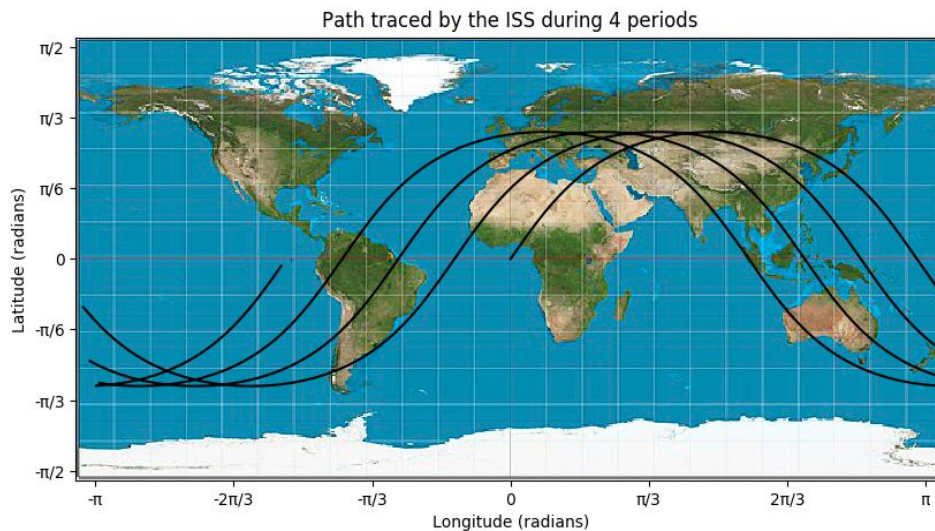 Path traced by the ISS during 4 periods
π/2
π/3
π/6
0
-π/6
-π/3
-π/2
Latitude (radians)
-π
-2π/3
-π/3
0
π/3
2π/3
π
Longitude (radians)